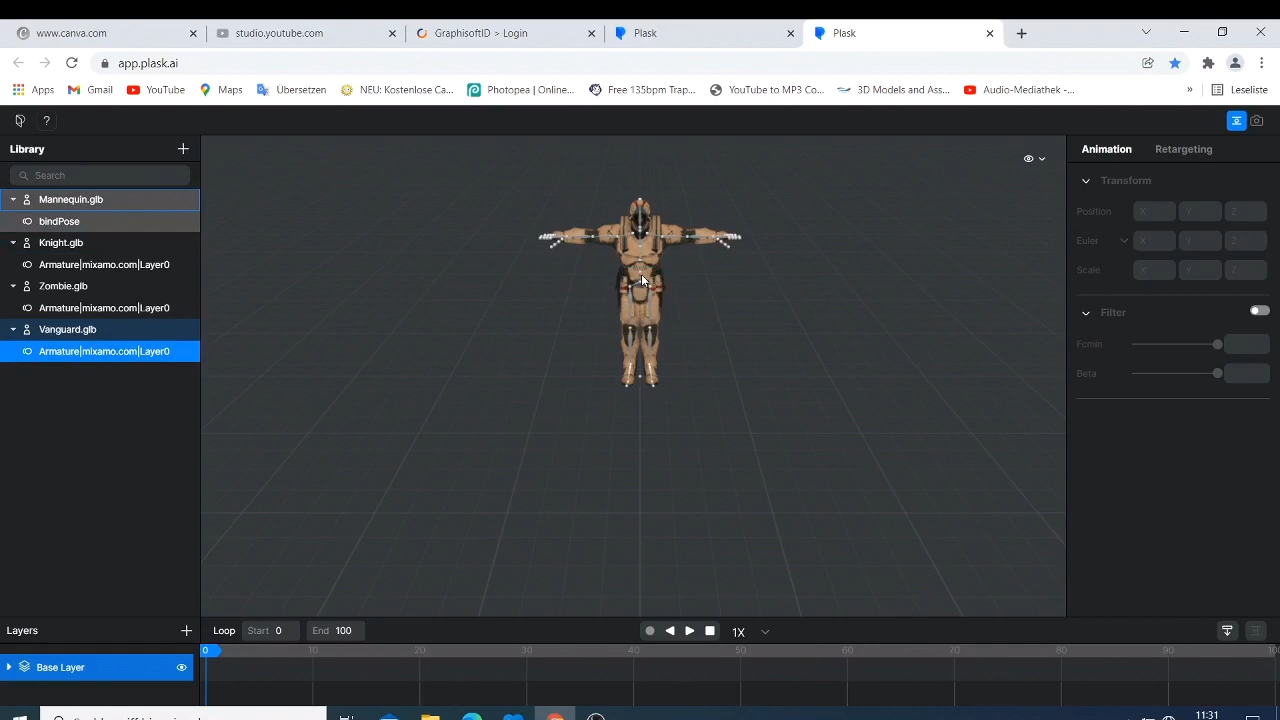 www.canva.com
studio.youtube.com
GraphisoftID > Login
Plask
Plask
app.plask.ai
Apps
Gmail
YouTube
Maps
Übersetzen
NEU: Kostenlose Ca...
Photopea | Online...
Free 135bpm Trap...
YouTube to MP3 Co...
3D Models and Ass...
Audio-Mediathek -...
»
Leseliste
?
Library
Animation
Retargeting
Search
Transform
Mannequin.glb
Position X Y Z
bindPose
Knight.glb
Euler X Y Z
Armature|mixamo.com|Layer0
Scale X Y Z
Zombie.glb
Armature|mixamo.com|Layer0
Filter
Vanguard.glb
Fcmin
Armature|mixamo.com|Layer0
Beta
Layers
Loop
Start 0
End 100
1X
0 10 20 30 40 50 60 70 80 90
Base Layer
11:31